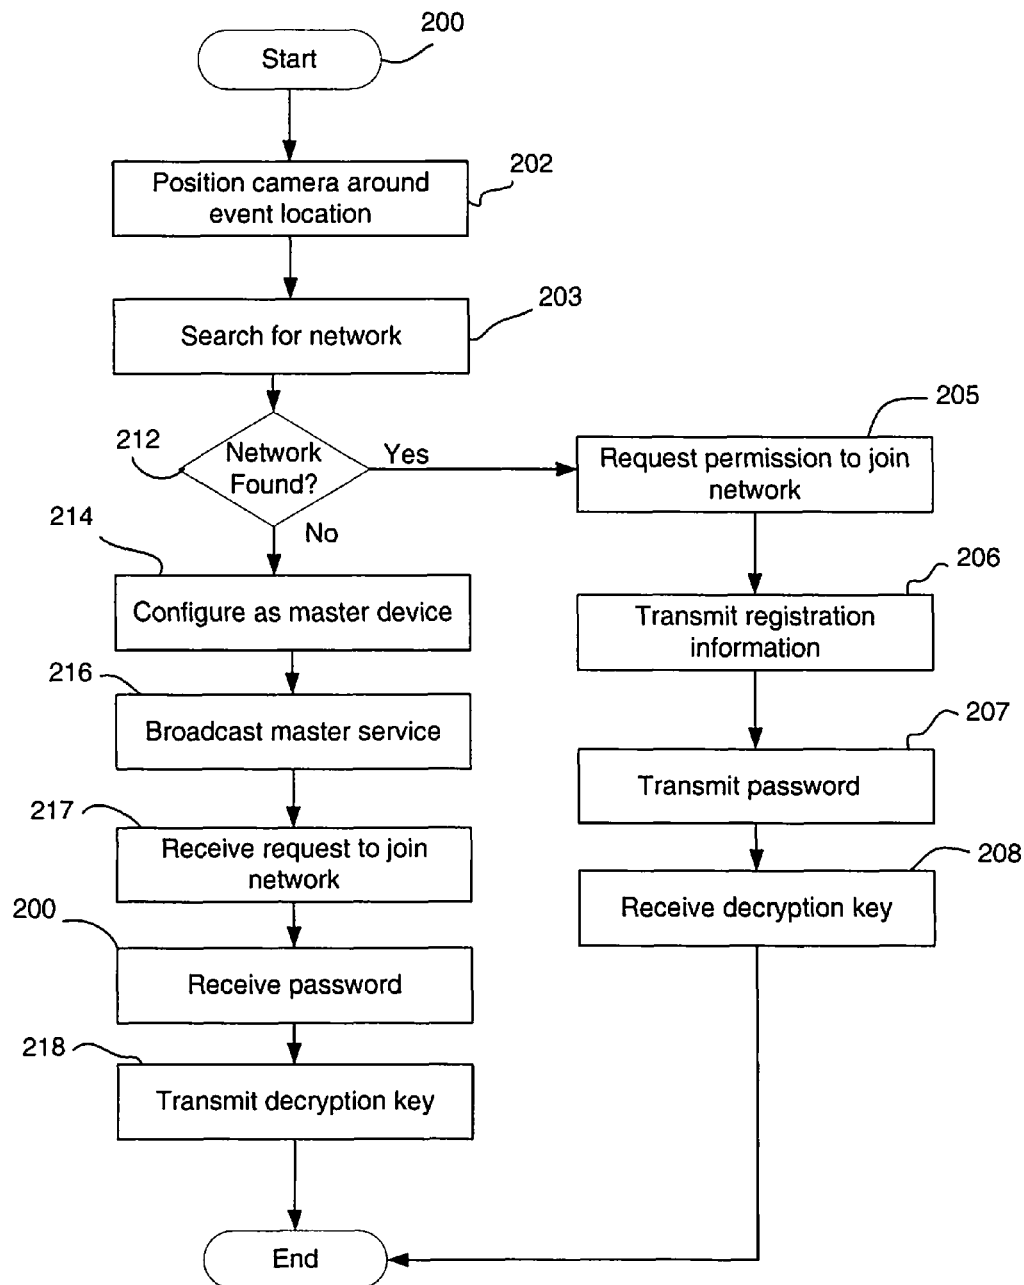 200
Start
202
Position camera around
event location
203
Search for network
212
Network
Found?
Yes
No
205
Request permission to join
network
214
Configure as master device
206
Transmit registration
information
216
Broadcast master service
207
Transmit password
217
Receive request to join
network
208
Receive decryption key
200
Receive password
218
Transmit decryption key
End